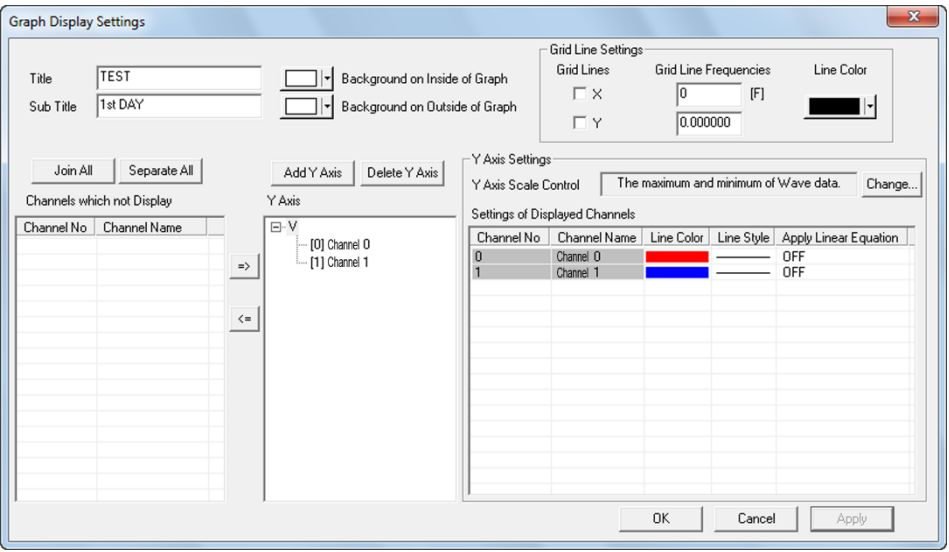 Graph Display Settings
Title TEST Background on Inside of Graph
Sub Title 1st DAY Background on Outside of Graph
Grid Line Settings
Grid Lines Grid Line Frequencies Line Color
X 0 [F]
Y 0.000000
Join All Separate All
Channels which not Display
Channel No Channel Name
=>
<=
Add Y Axis Delete Y Axis
Y Axis
V
[0] Channel 0
[1] Channel 1
Y Axis Settings
Y Axis Scale Control The maximum and minimum of Wave data. Change...
Settings of Displayed Channels
Channel No Channel Name Line Color Line Style Apply Linear Equation
0 Channel 0 OFF
1 Channel 1 OFF
OK Cancel Apply